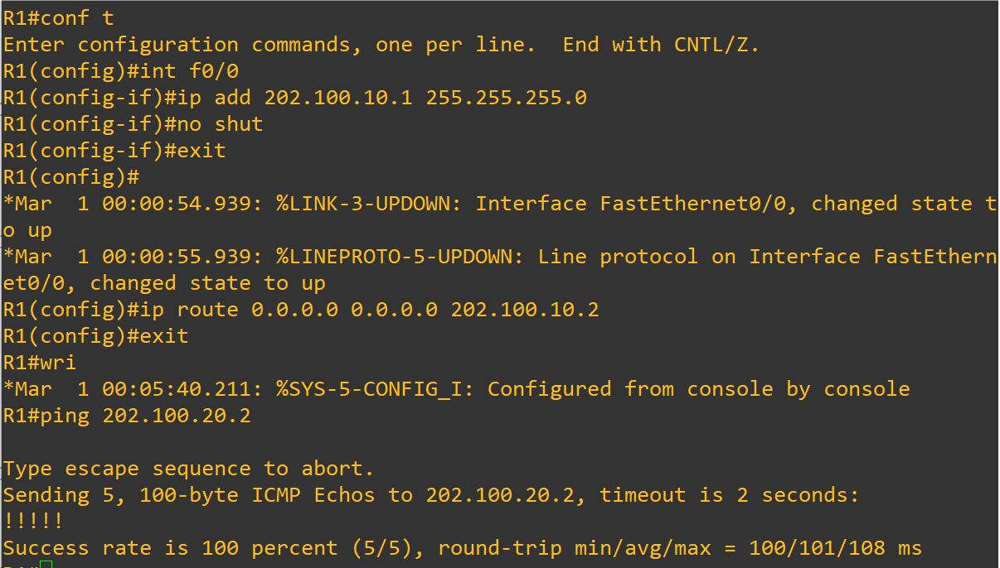 R1#conf t
Enter configuration commands, one per line.  End with CNTL/Z.
R1(config)#int f0/0
R1(config-if)#ip add 202.100.10.1 255.255.255.0
R1(config-if)#no shut
R1(config-if)#exit
R1(config)#
*Mar  1 00:00:54.939: %LINK-3-UPDOWN: Interface FastEthernet0/0, changed state t
o up
*Mar  1 00:00:55.939: %LINEPROTO-5-UPDOWN: Line protocol on Interface FastEthern
et0/0, changed state to up
R1(config)#ip route 0.0.0.0 0.0.0.0 202.100.10.2
R1(config)#exit
R1#wri
*Mar  1 00:05:40.211: %SYS-5-CONFIG_I: Configured from console by console
R1#ping 202.100.20.2
Type escape sequence to abort.
Sending 5, 100-byte ICMP Echos to 202.100.20.2, timeout is 2 seconds:
!!!!!
Success rate is 100 percent (5/5), round-trip min/avg/max = 100/101/108 ms